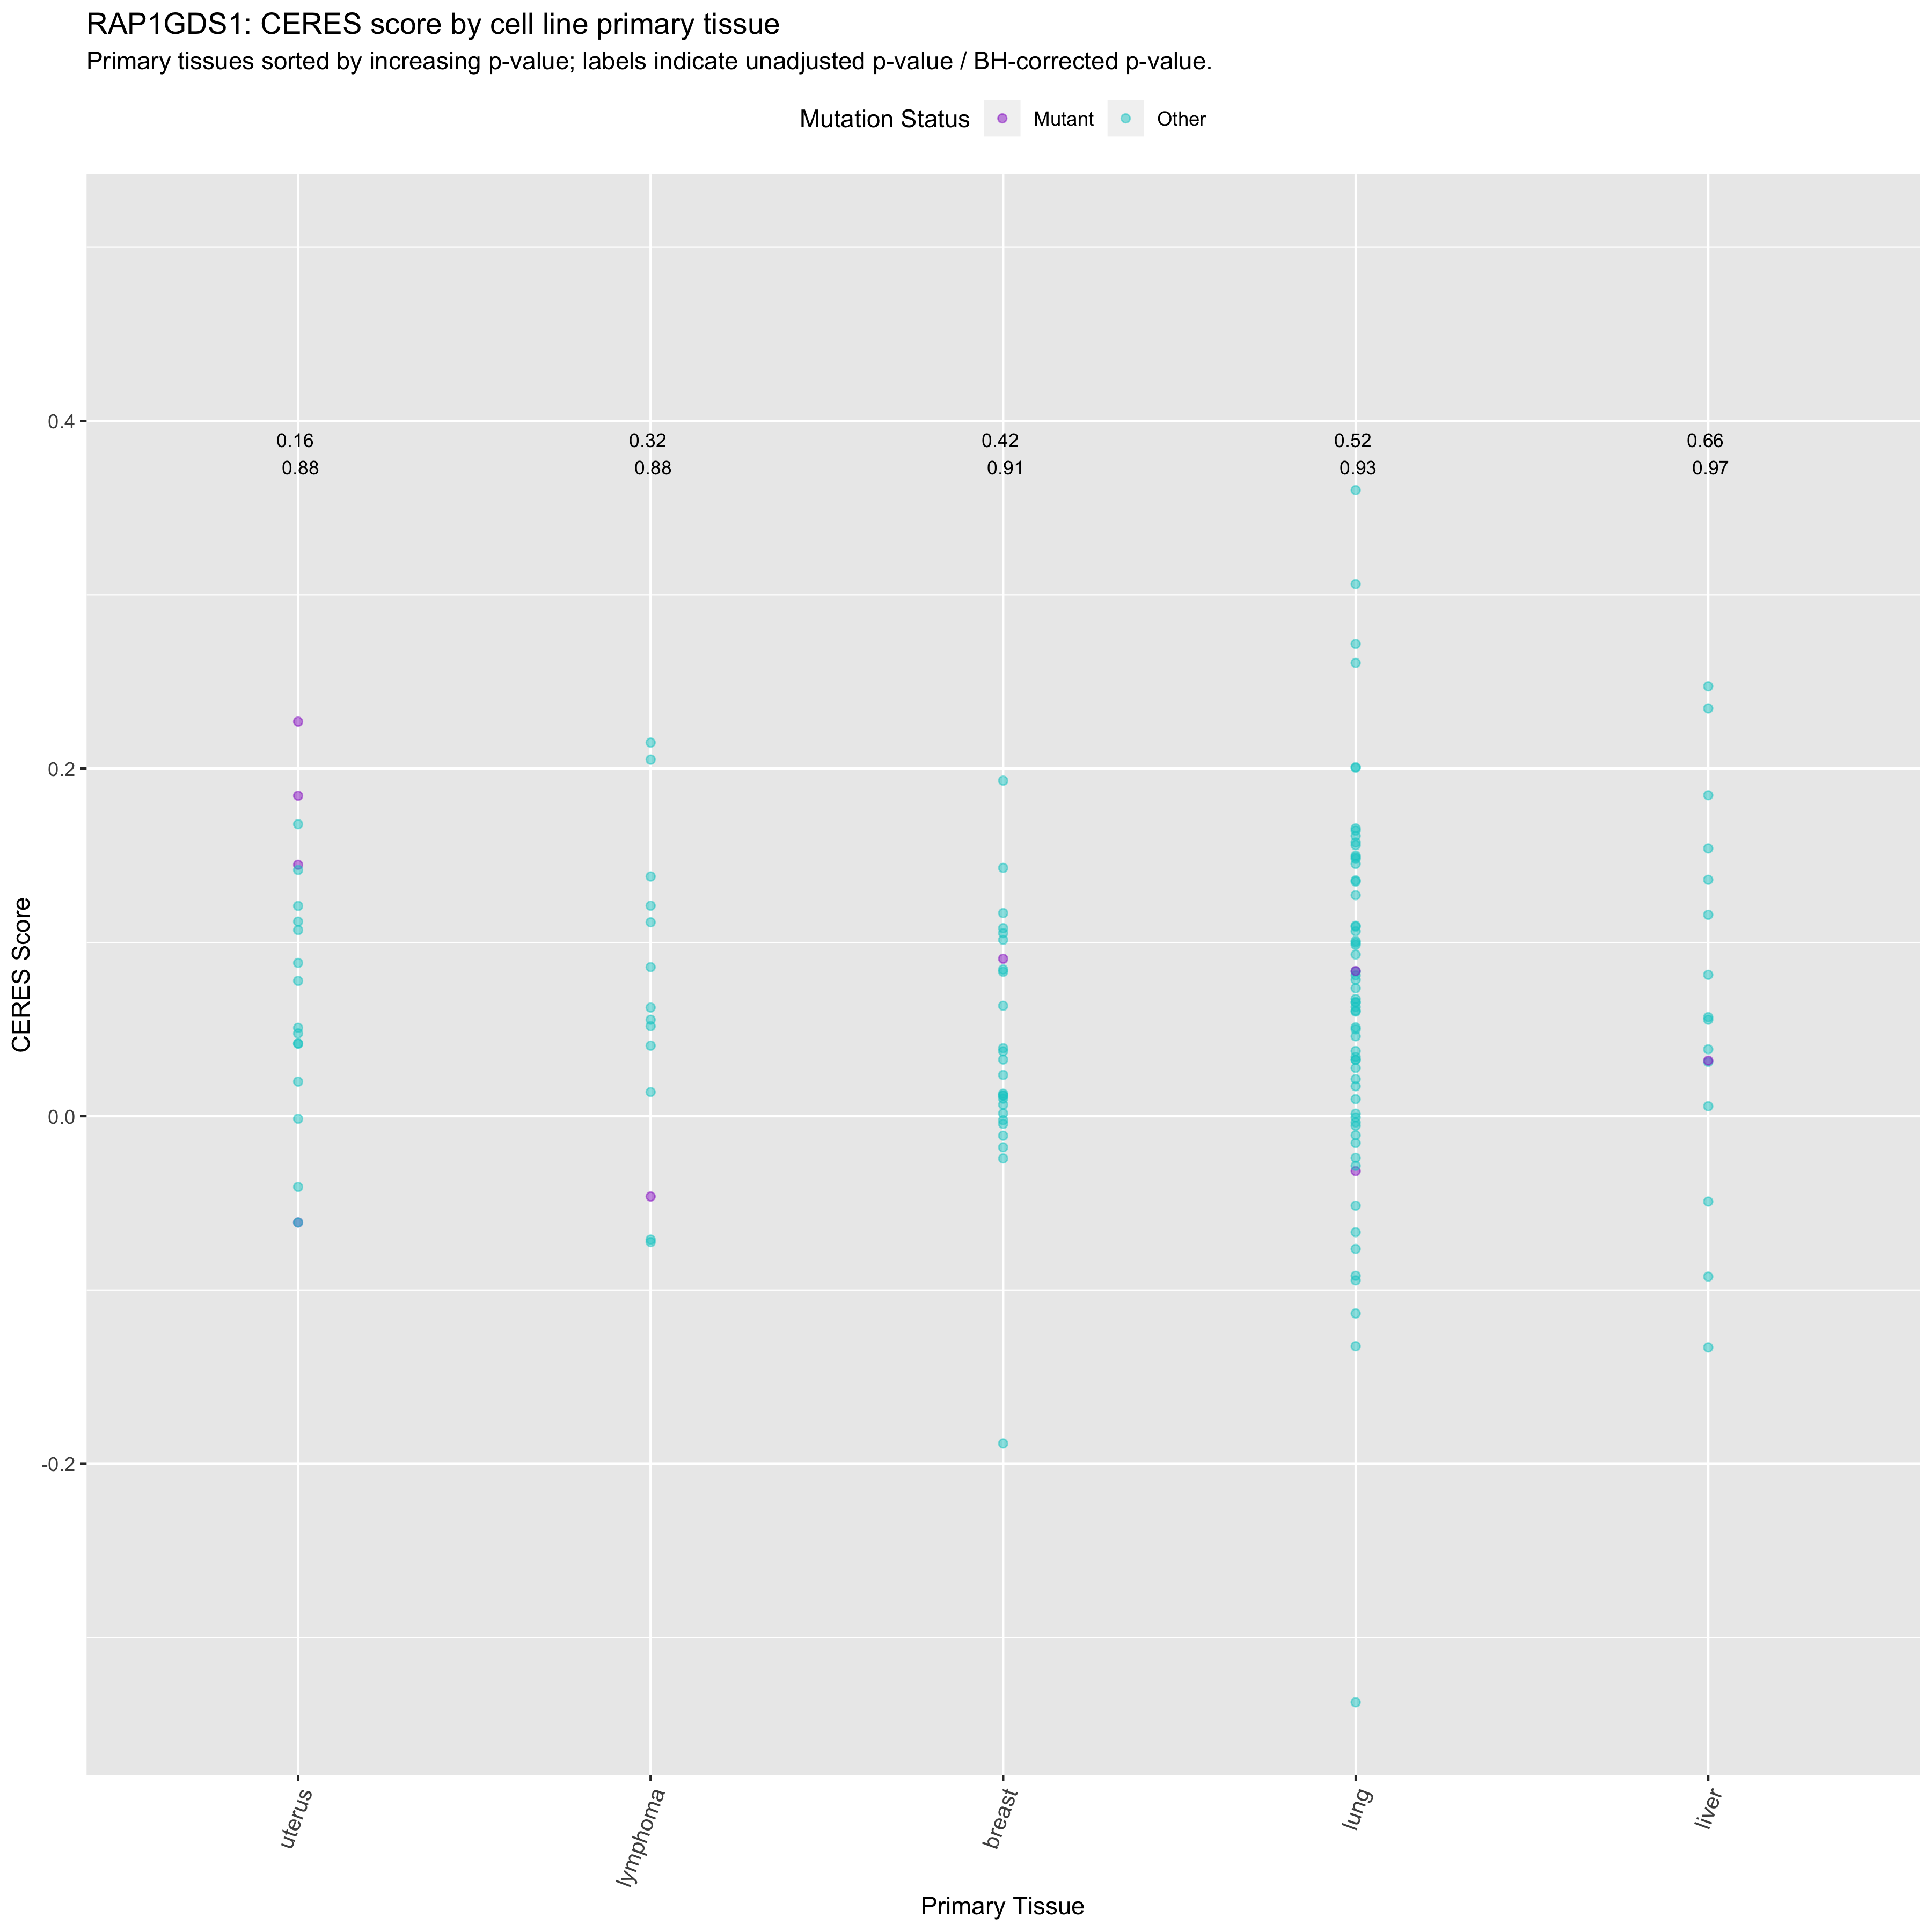 RAP1GDS1: CERES score by cell line primary tissue
Primary tissues sorted by increasing p-value; labels indicate unadjusted p-value / BH-corrected p-value.
Mutation Status Mutant Other
0.4
0.16 0.32 0.42 0.52 0.66
0.88 0.88 0.91 0.93 0.97
0.2
CERES Score
0.0
-0.2
uterus lymphoma breast lung liver
Primary Tissue